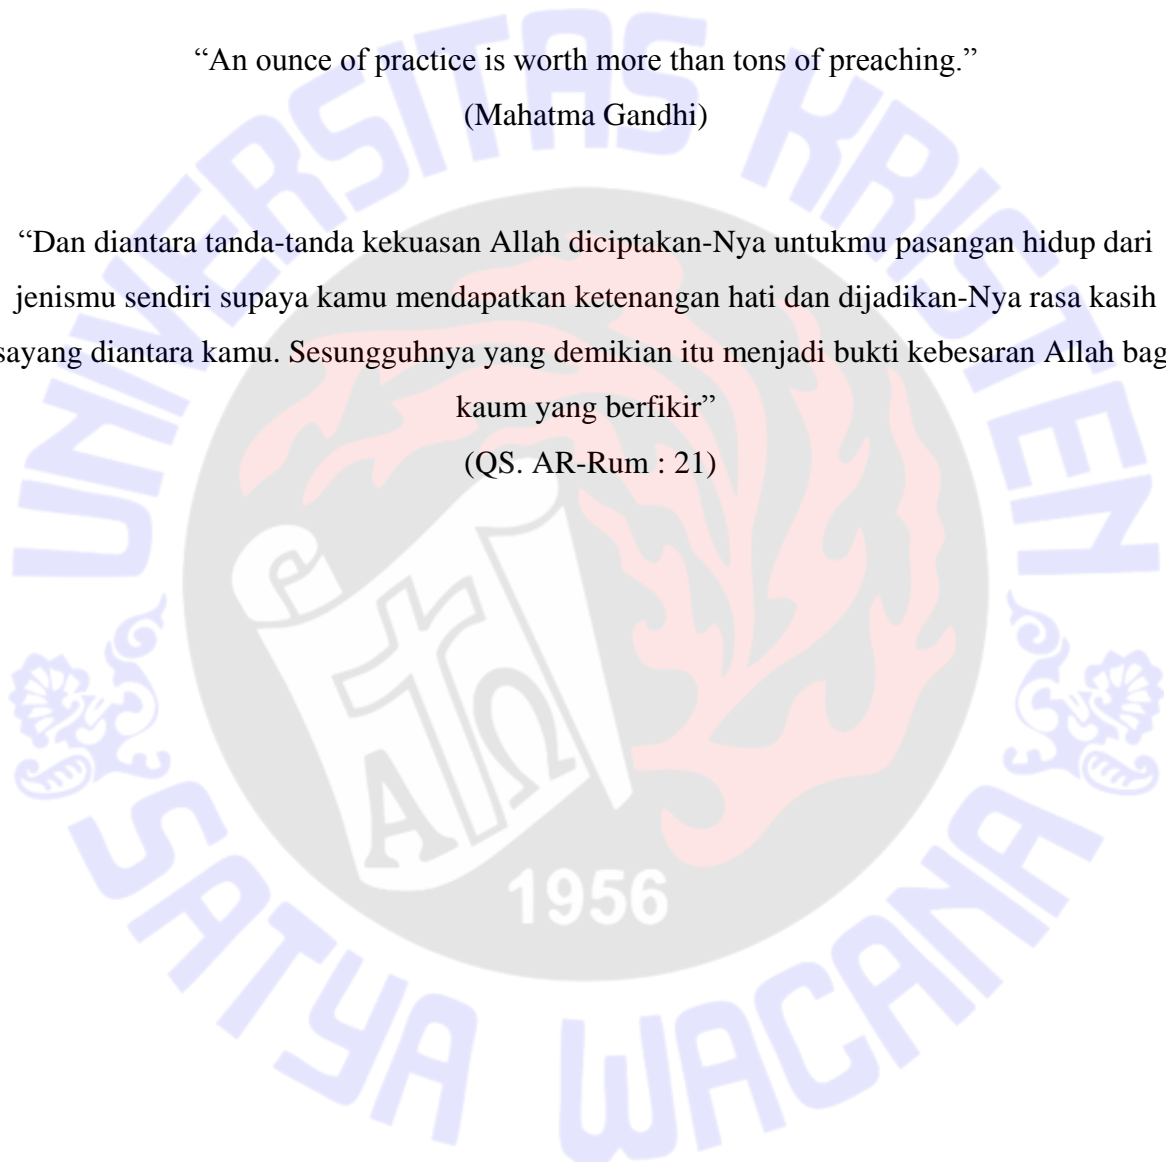 “An ounce of practice is worth more than tons of preaching.”
(Mahatma Gandhi)
“Dan diantara tanda-tanda kekuasan Allah diciptakan-Nya untukmu pasangan hidup dari
jenismu sendiri supaya kamu mendapatkan ketenangan hati dan dijadikan-Nya rasa kasih
sayang diantara kamu. Sesungguhnya yang demikian itu menjadi bukti kebesaran Allah bag
kaum yang berfikir”
(QS. AR-Rum : 21)
UNIVERSITAS KRISTEN
ΑΩ
1956
SATYA WACANA